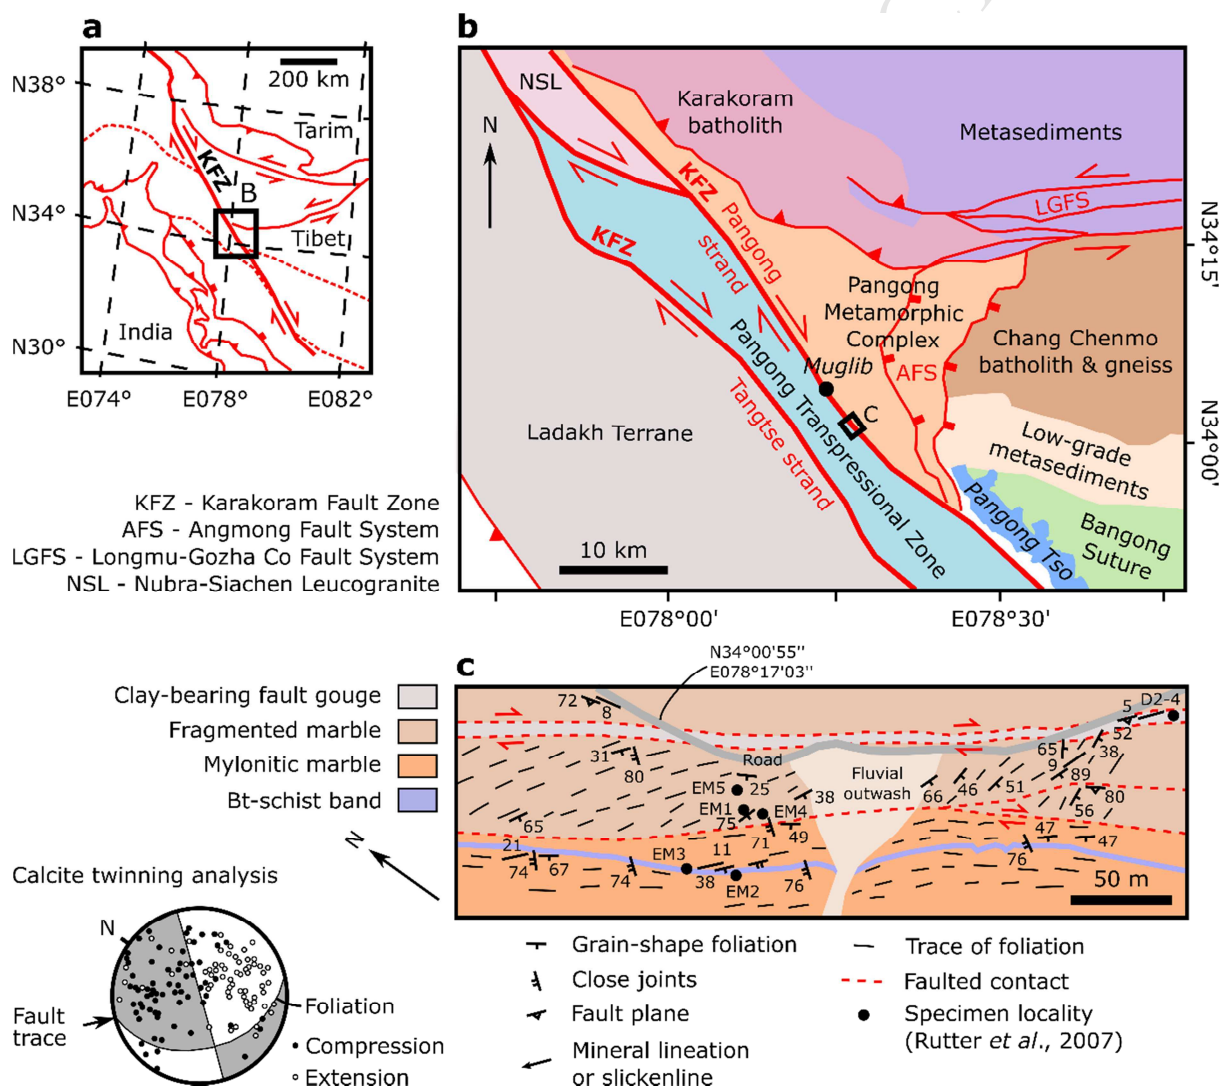 a
200 km
N38°
N34°
N30°
E074°
E078°
E082°
Tarim
KFZ
B
Tibet
India
KFZ - Karakoram Fault Zone
AFS - Angmong Fault System
LGFS - Longmu-Gozha Co Fault System
NSL - Nubra-Siachen Leucogranite
b
N
NSL
Karakoram
batholith
Metasediments
LGFS
KFZ
Pangong
strand
KFZ
Pangong
Metamorphic
Complex
Muglib
AFS
C
Chang Chenmo
batholith & gneiss
Ladakh Terrane
Tangtse strand
Pangong Transpressional Zone
Low-grade
metasediments
Pangong Tso
Bangong
Suture
10 km
N34°15'
N34°00'
E078°00'
E078°30'
Clay-bearing fault gouge
Fragmented marble
Mylonitic marble
Bt-schist band
N
c
N34°00'55"
E078°17'03"
72
8
5
D2-4
52
31
80
Road
65
9
38
89
EM5
25
Fluvial
outwash
38
66
46
51
80
56
EM1
EM4
75
65
71
49
47
47
21
74
67
74
EM3
11
38
EM2
76
76
50 m
Calcite twinning analysis
N
Fault
trace
Foliation
Compression
Extension
Grain-shape foliation
Close joints
Fault plane
Mineral lineation
or slickenline
Trace of foliation
Faulted contact
Specimen locality
(Rutter et al., 2007)